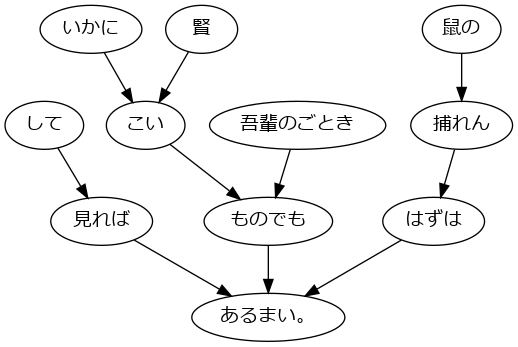 いかに
賢
鼠の
して
こい
吾輩のごとき
捕れん
見れば
ものでも
はずは
あるまい。